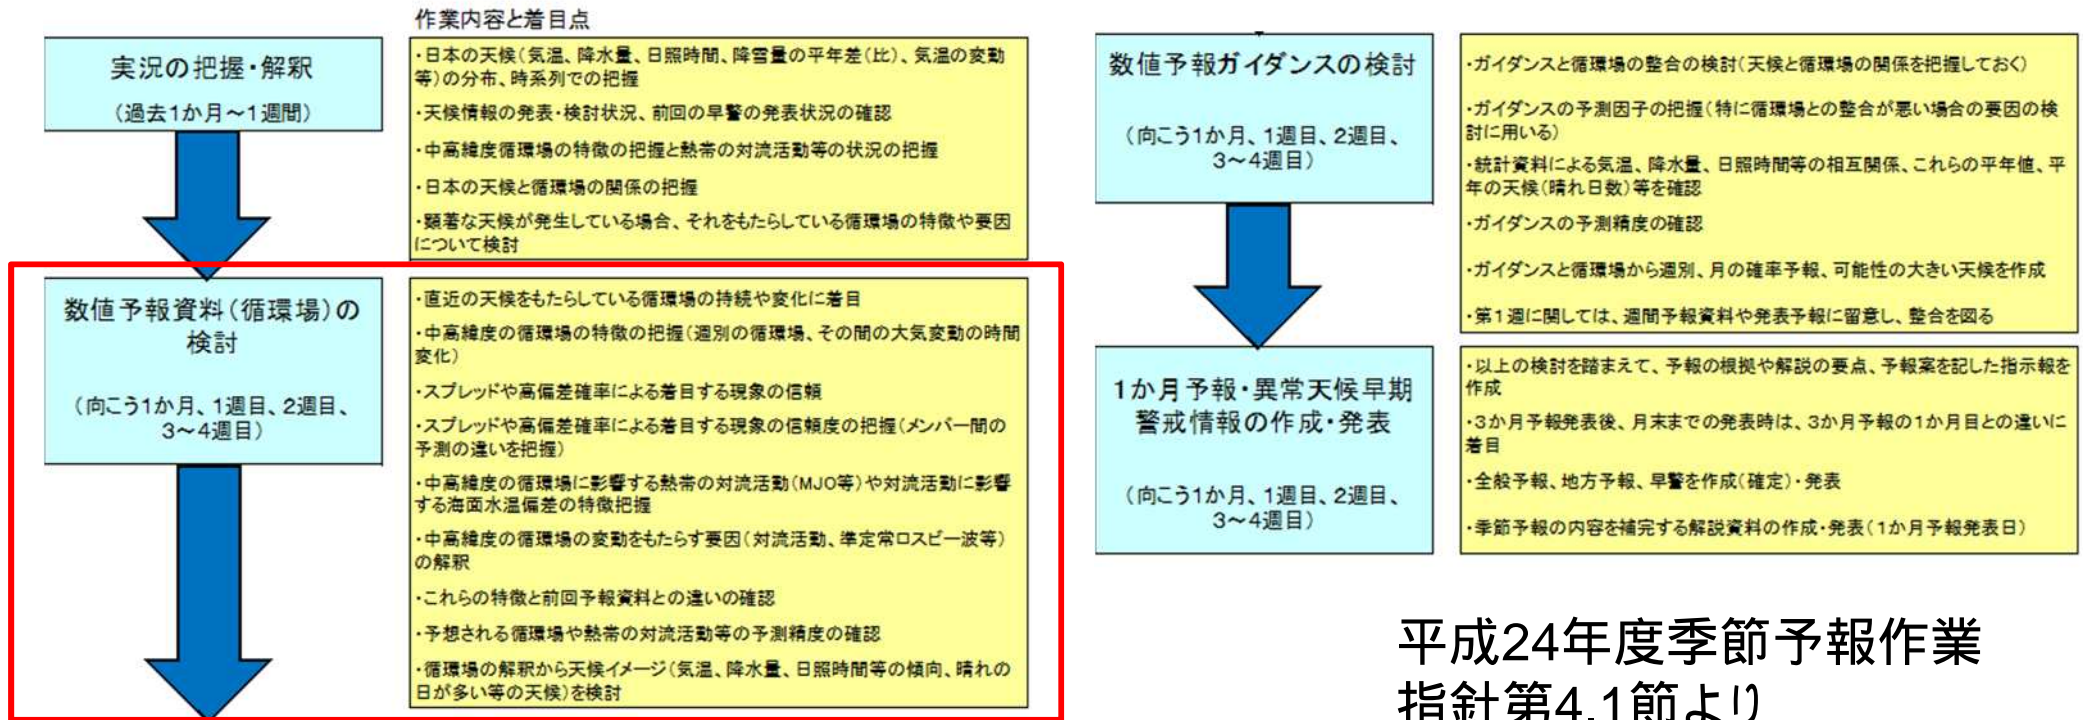 作業内容と着目点
実況の把握・解釈
(過去1か月～1週間)
・日本の天候(気温、降水量、日照時間、降雪量の平年差(比)、気温の変動
等)の分布、時系列での把握
・天候情報の発表・検討状況、前回の早警の発表状況の確認
・中高緯度循環場の特徴の把握と熱帯の対流活動等の状況の把握
・日本の天候と循環場の関係の把握
・顕著な天候が発生している場合、それをもたらしている循環場の特徴や要因
について検討
数値予報資料(循環場)の
検討
(向こう1か月、1週目、2週目、
3～4週目)
・直近の天候をもたらしている循環場の持続や変化に着目
・中高緯度の循環場の特徴の把握(週別の循環場、その間の大気変動の時間
変化)
・スプレッドや高偏差確率による着目する現象の信頼
・スプレッドや高偏差確率による着目する現象の信頼度の把握(メンバー間の
予測の違いを把握)
・中高緯度の循環場に影響する熱帯の対流活動(MJO等)や対流活動に影響
する海面水温偏差の特徴把握
・中高緯度の循環場の変動をもたらす要因(対流活動、準定常ロスビー波等)
の解釈
・これらの特徴と前回予報資料との違いの確認
・予想される循環場や熱帯の対流活動等の予測精度の確認
・循環場の解釈から天候イメージ(気温、降水量、日照時間等の傾向、晴れの
日が多い等の天候)を検討
数値予報ガイダンスの検討
(向こう1か月、1週目、2週目、
3～4週目)
・ガイダンスと循環場の整合の検討(天候と循環場の関係を把握しておく)
・ガイダンスの予測因子の把握(特に循環場との整合が悪い場合の要因の検
討に用いる)
・統計資料による気温、降水量、日照時間等の相互関係、これらの平年値、平
年の天候(晴れ日数)等を確認
・ガイダンスの予測精度の確認
・ガイダンスと循環場から週別、月の確率予報、可能性の大きい天候を作成
・第1週に関しては、週間予報資料や発表予報に留意し、整合を図る
1か月予報・異常天候早期
警戒情報の作成・発表
(向こう1か月、1週目、2週目、
3～4週目)
・以上の検討を踏まえて、予報の根拠や解説の要点、予報案を記した指示報を
作成
・3か月予報発表後、月末までの発表時は、3か月予報の1か月目との違いに
着目
・全般予報、地方予報、早警を作成(確定)・発表
・季節予報の内容を補完する解説資料の作成・発表(1か月予報発表日)
平成24年度季節予報作業
指針第4.1節より